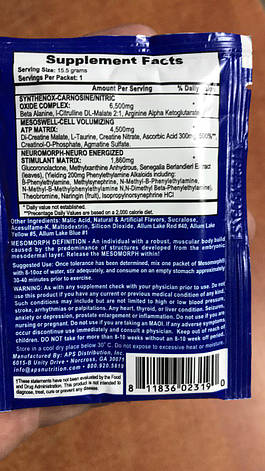 Supplement Facts
Serving Size: 15.5 grams
Servings Per Packet: 1
Amount Per Serving % Daily
SYNTHENOX-CARNOSINE/NITRIC
OXIDE COMPLEX 6,500mg *
Beta Alanine, l-Citrulline DL-Malate 2:1, Arginine Alpha Ketoglutarate
MESOSWELL-CELL VOLUMIZING
ATP MATRIX: 4,500mg
Di-Creatine Malate, L-Taurine, Creatine Nitrate, Ascorbic Acid 300mg 500%**,
Creatinol-O-Phosphate, Agmatine Sulfate.
NEUROMORPH-NEURO ENERGIZED
STIMULANT MATRIX: 1,860mg
Gluconolactone, Methylxanthine Anhydrous, Senegalia Berlandieri Extract
(leaves), (Yielding 200mg Phenylethylamine Alkaloids including:
B-Phenylethylamine, Methylsynephrine, N-Methyl-B-Phenylethylamine,
N-Methyl-B-Methylphenylethylamine N,N-Dimethyl Beta-Phenylethylamine),
Theobromine, Naringin (fruit), Isopropylnorsynephrine HCl
* Daily value not established.
**Precentage Daily Values are based on a 2,000 calorie diet.
Other Ingredients: Malic Acid, Natural & Artificial Flavors, Sucralose,
Acesulfame-K, Maltodextrin, Silicon Dioxide, Allum Lake Red #40, Allum Lake
Yellow #5, Allum Lake Blue #1
MESOMORPH DEFINITION - An individual with a robust, muscular body build
caused by the predominance of structures developed from the embryonic
mesodermal layer. Release the MESOMORPH within!
Suggested Use: Once tolerance has been determined, mix one packet of Mesomorph
with 8-10oz of water, stir adequately, and consume on an empty stomach approximately
30-40 minutes prior to exercise.
WARNING: As with any supplement check with your physician prior to use. Do not
use this product if you have any current or previous medical condition of any kind.
Such conditions may include but are not limited to high or low blood pressure,
stroke, arrhythmias or palpitations. Any heart, thyroid, or liver condition. Seizure,
anxiety or depression, prostate enlargement or inflammation. Do not use if you are
nursing or pregnant. Do not use if you are taking an MAOI. If any adverse symptoms
occur discontinue use immediately and consult a physician. Keep out of reach of
children. DO NOT take for more than 8-10 weeks without an 8-10 week off period.
Store in a cool dry place below 30° C. Do not expose to excessive heat or moisture.
Manufactured By: APS Distribution, Inc.
6015-B Unity Drive • Norcross, GA 30071
info@apsnutrition.com • 800.920.5819
†These statements have not been evaluated by the Food
and Drug Administration. This product is not intended to
diagnose, treat, cure or prevent any disease.
8 11836 02319 0